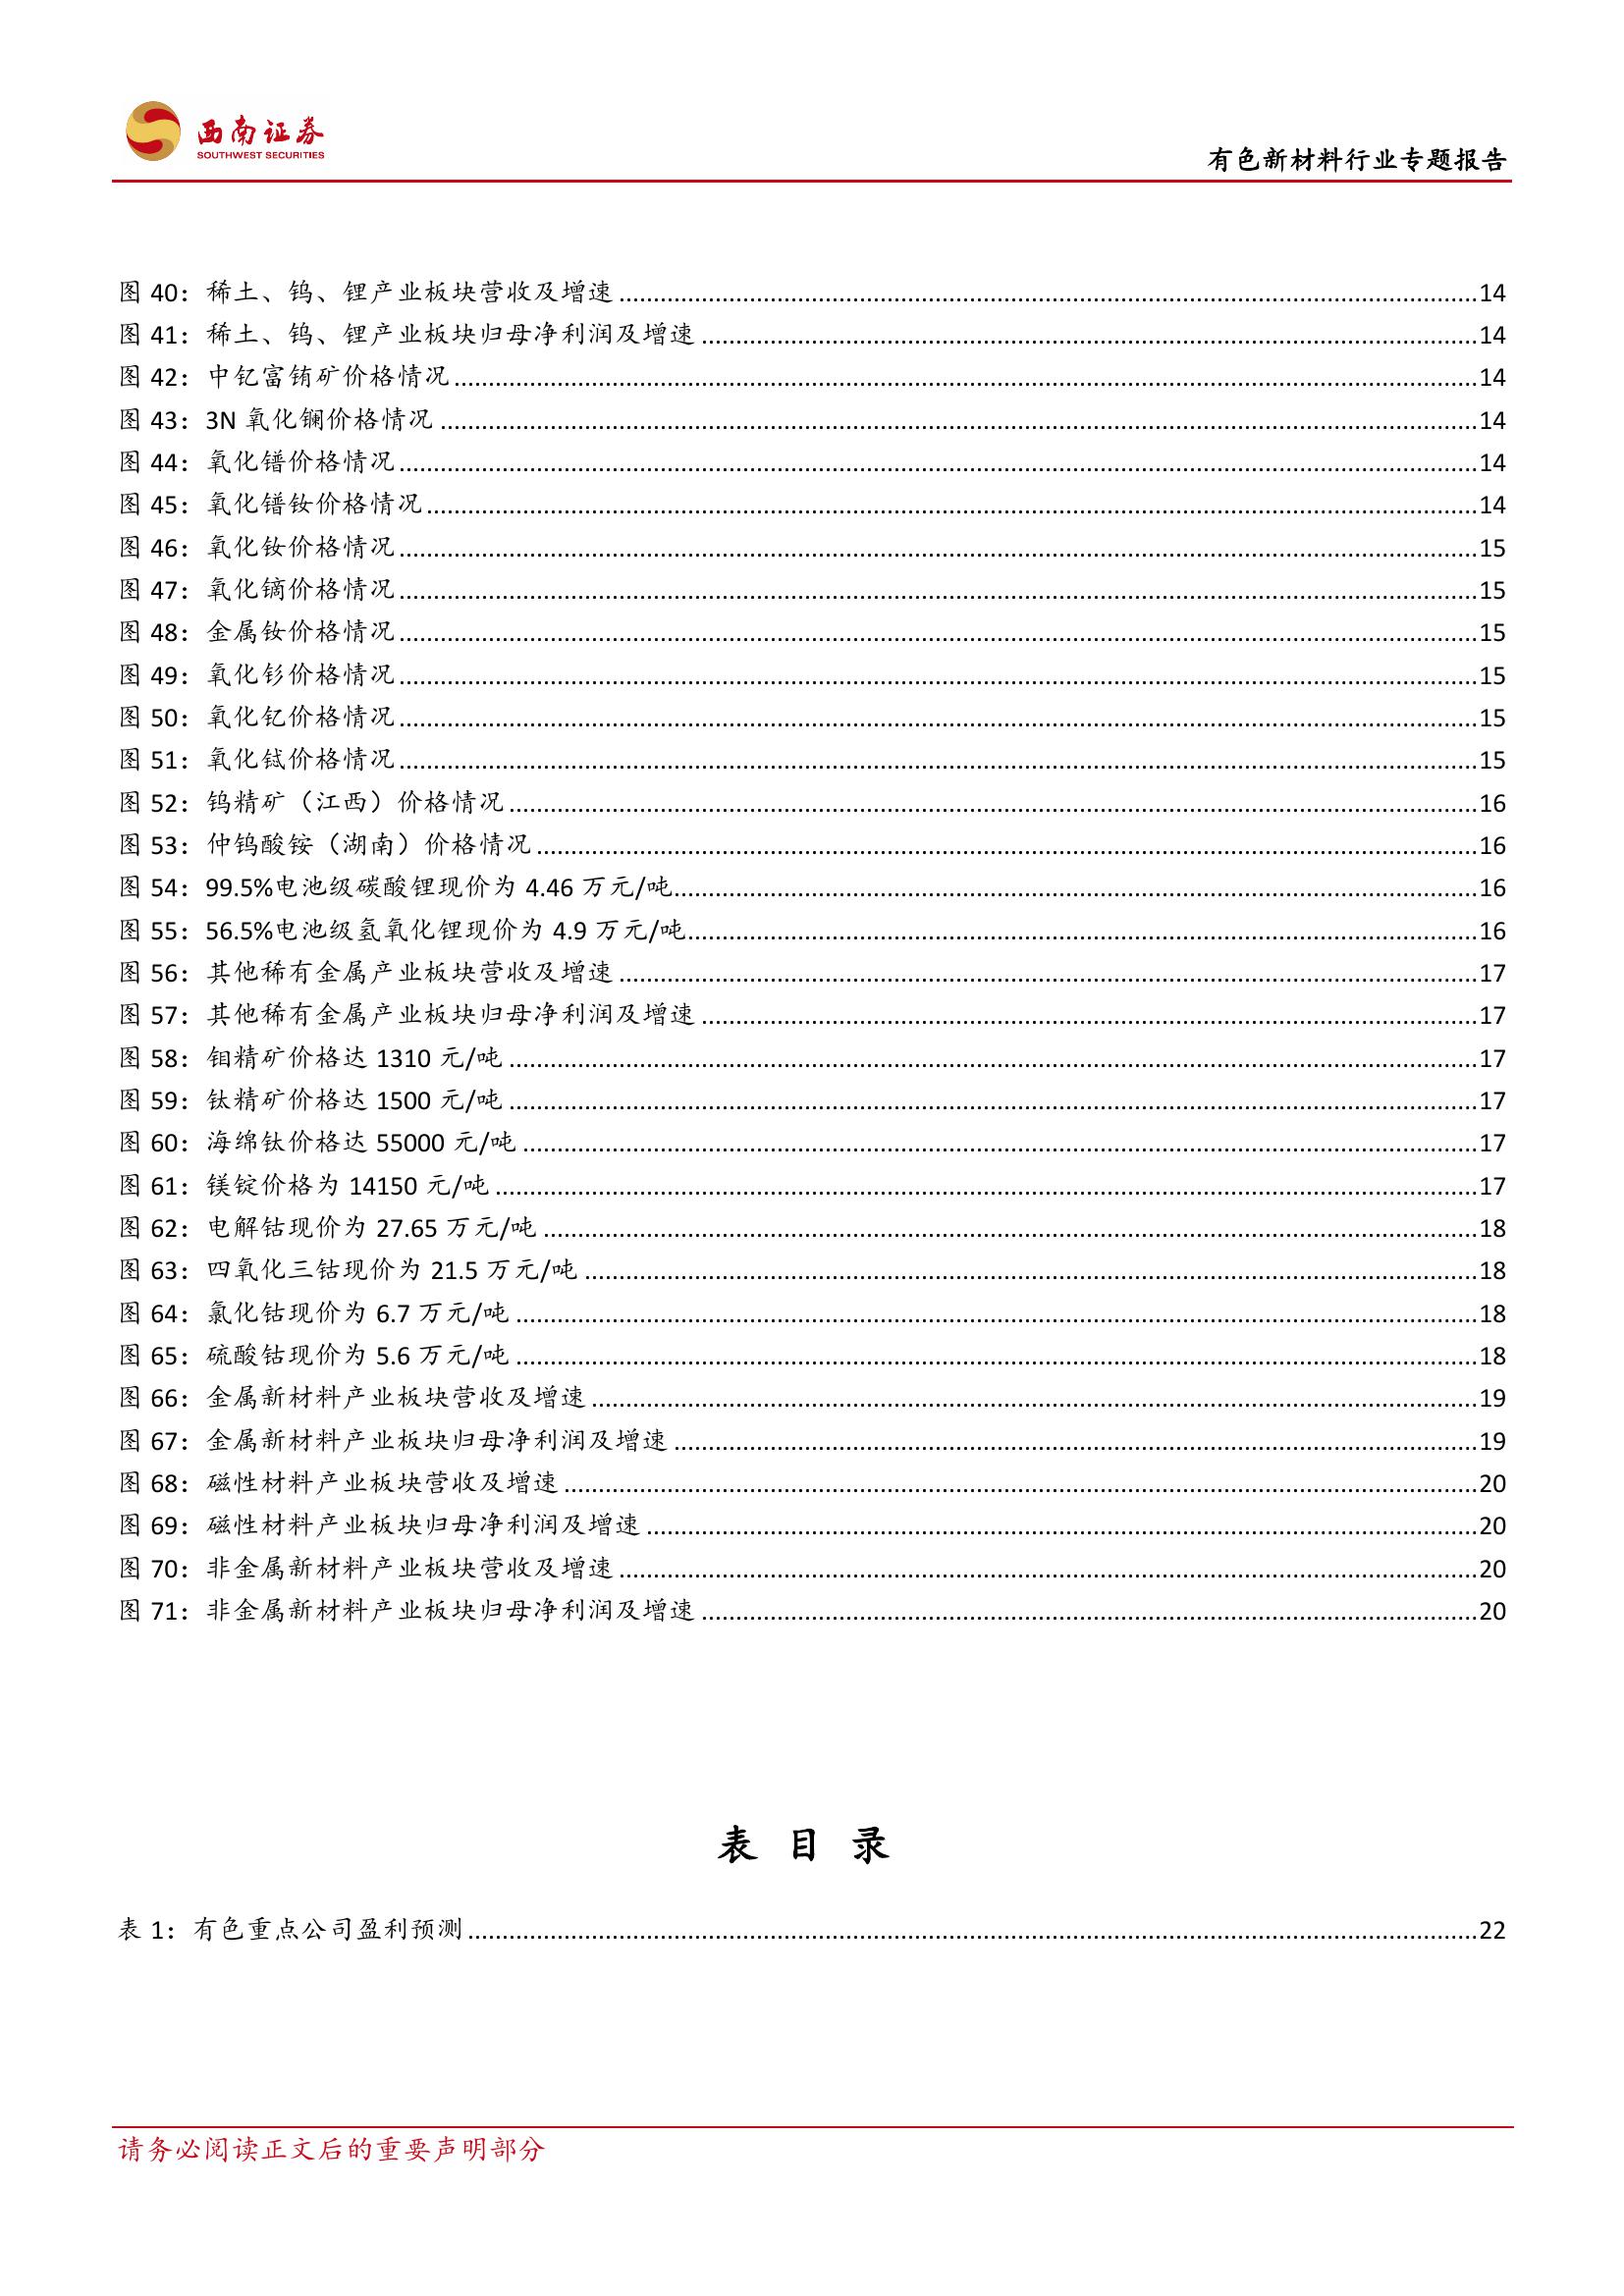 西南证券
SOUTHWEST SECURITIES
有色新材料行业专题报告
图 40：稀土、钨、锂产业板块营收及增速........14
图 41：稀土、钨、锂产业板块归母净利润及增速........14
图 42：中钇富铕矿价格情况........14
图 43：3N 氧化镧价格情况........14
图 44：氧化镨价格情况........14
图 45：氧化镨钕价格情况........14
图 46：氧化钕价格情况........15
图 47：氧化镝价格情况........15
图 48：金属钕价格情况........15
图 49：氧化钐价格情况........15
图 50：氧化钇价格情况........15
图 51：氧化铽价格情况........15
图 52：钨精矿（江西）价格情况........16
图 53：仲钨酸铵（湖南）价格情况........16
图 54：99.5%电池级碳酸锂现价为 4.46 万元/吨........16
图 55：56.5%电池级氢氧化锂现价为 4.9 万元/吨........16
图 56：其他稀有金属产业板块营收及增速........17
图 57：其他稀有金属产业板块归母净利润及增速........17
图 58：钼精矿价格达 1310 元/吨........17
图 59：钛精矿价格达 1500 元/吨........17
图 60：海绵钛价格达 55000 元/吨........17
图 61：镁锭价格为 14150 元/吨........17
图 62：电解钴现价为 27.65 万元/吨........18
图 63：四氧化三钴现价为 21.5 万元/吨........18
图 64：氯化钴现价为 6.7 万元/吨........18
图 65：硫酸钴现价为 5.6 万元/吨........18
图 66：金属新材料产业板块营收及增速........19
图 67：金属新材料产业板块归母净利润及增速........19
图 68：磁性材料产业板块营收及增速........20
图 69：磁性材料产业板块归母净利润及增速........20
图 70：非金属新材料产业板块营收及增速........20
图 71：非金属新材料产业板块归母净利润及增速........20
表 目 录
表 1：有色重点公司盈利预测........22
请务必阅读正文后的重要声明部分